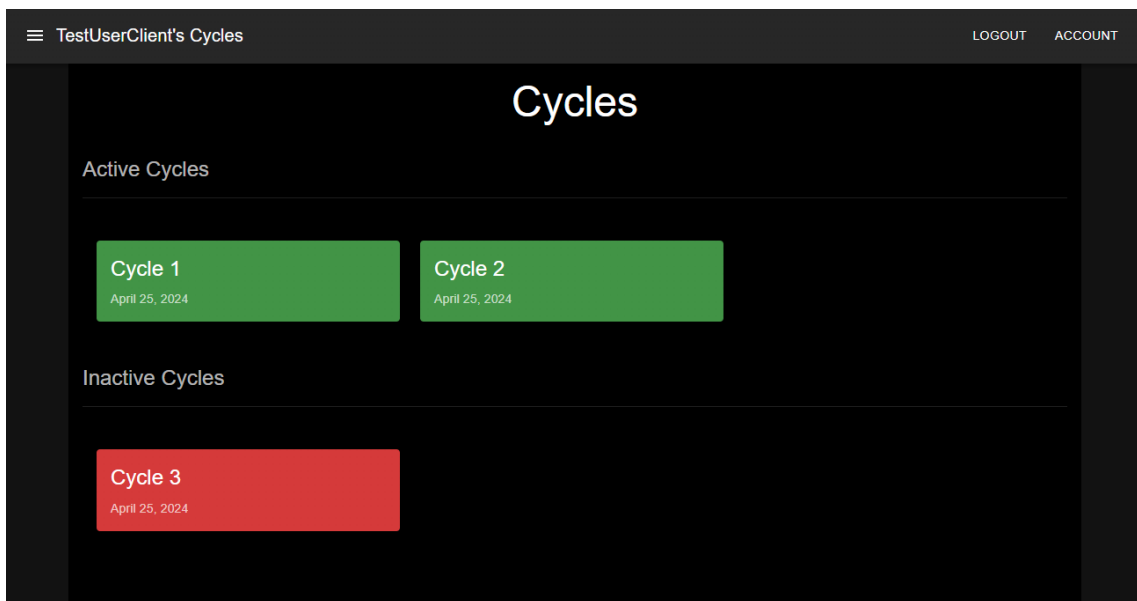 TestUserClient's Cycles
LOGOUT ACCOUNT
Cycles
Active Cycles
Cycle 1
April 25, 2024
Cycle 2
April 25, 2024
Inactive Cycles
Cycle 3
April 25, 2024